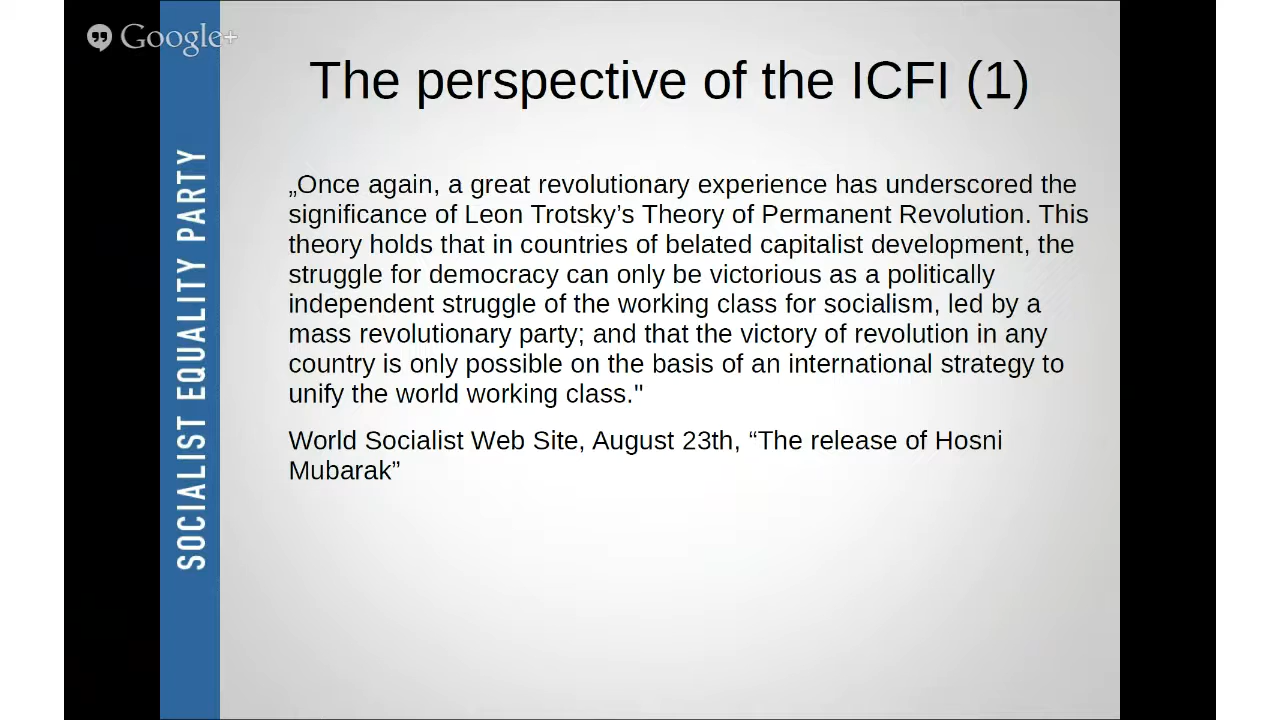 Google+
The perspective of the ICFI (1)
SOCIALIST EQUALITY PARTY
„Once again, a great revolutionary experience has underscored the
significance of Leon Trotsky’s Theory of Permanent Revolution. This
theory holds that in countries of belated capitalist development, the
struggle for democracy can only be victorious as a politically
independent struggle of the working class for socialism, led by a
mass revolutionary party; and that the victory of revolution in any
country is only possible on the basis of an international strategy to
unify the world working class."
World Socialist Web Site, August 23th, “The release of Hosni
Mubarak”